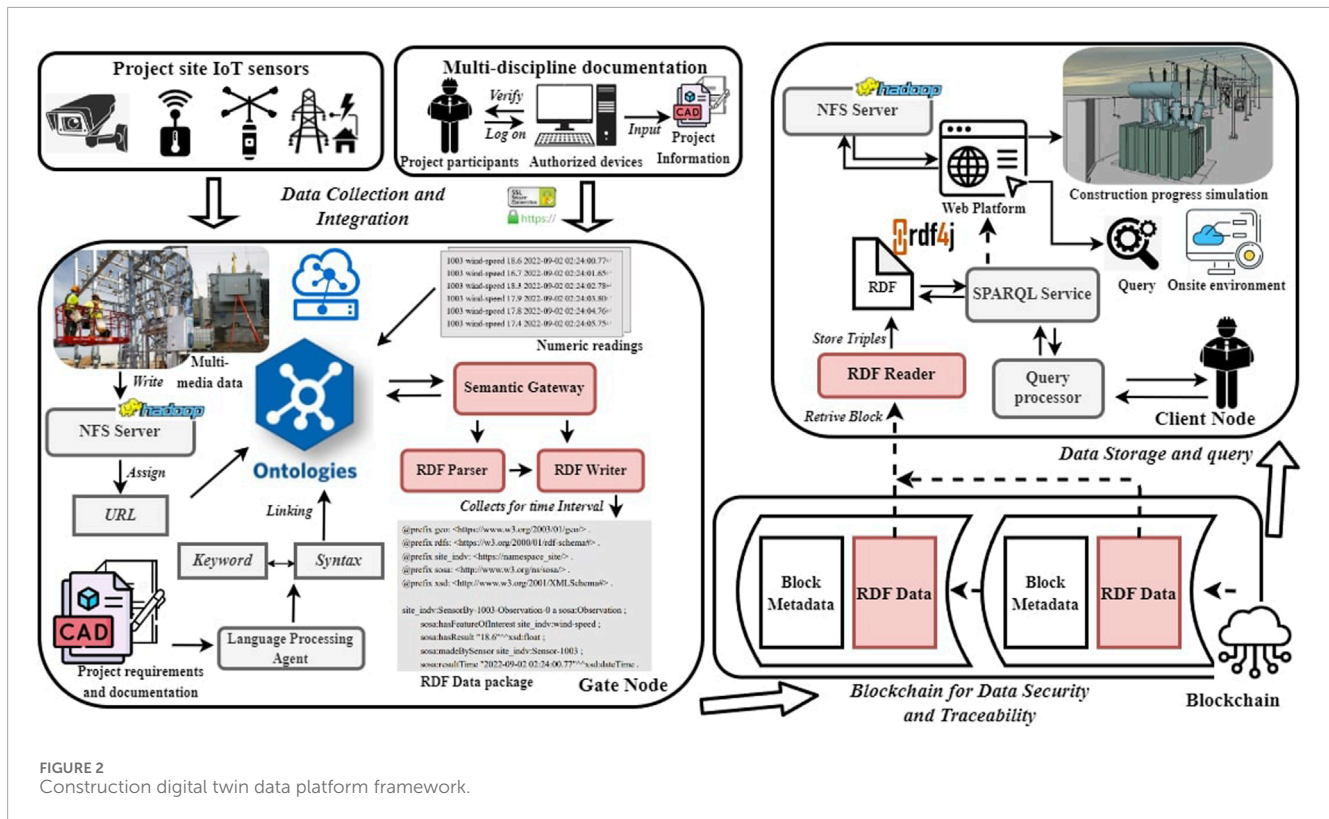 Project site IoT sensors
Multi-discipline documentation
Verify
Log on
Input
CAD
Project participants
Authorized devices
Project
Information
Data Collection and
Integration
SSL
https://
Multi-
media data
Write
hadoop
NFS Server
Assign
URL
Ontologies
Linking
Keyword
Syntax
CAD
Language Processing
Agent
Project requirements
and documentation
1003 wind-speed 18.6 2022-09-02 02:24:00.77
1003 wind-speed 16.7 2022-09-02 02:24:01.65
1003 wind-speed 18.3 2022-09-02 02:24:02.78
1003 wind-speed 17.9 2022-09-02 02:24:03.80
1003 wind-speed 17.8 2022-09-02 02:24:04.76
1003 wind-speed 17.4 2022-09-02 02:24:05.75
Numeric readings
Semantic Gateway
RDF Parser
RDF Writer
Collects for time Interval
@prefix geo: <https://www.w3.org/2003/01/geo/> .
@prefix rdfs: <https://w3.org/2000/01/rdf-schema#> .
@prefix site_indv: <https://namespace_site/> .
@prefix sosa: <http://www.w3.org/ns/sosa/> .
@prefix xsd: <http://www.w3.org/2001/XMLSchema#> .
site_indv:SensorBy-1003-Observation-0 a sosa:Observation ;
sosa:hasFeatureOfInterest site_indv:wind-speed ;
sosa:hasResult "18.6"^^xsd:float ;
sosa:madeBySensor site_indv:Sensor-1003 ;
sosa:resultTime "2022-09-02 02:24:00.77"^^xsd:dateTime .
RDF Data package
Gate Node
hadoop
NFS Server
Web Platform
Construction progress simulation
rdf4j
RDF
SPARQL Service
Query
Onsite environment
Store Triples
RDF Reader
Query
processor
Retrive Block
Client Node
Data Storage and query
Block
Metadata
RDF Data
Block
Metadata
RDF Data
Blockchain
Blockchain for Data Security
and Traceability
FIGURE 2
Construction digital twin data platform framework.